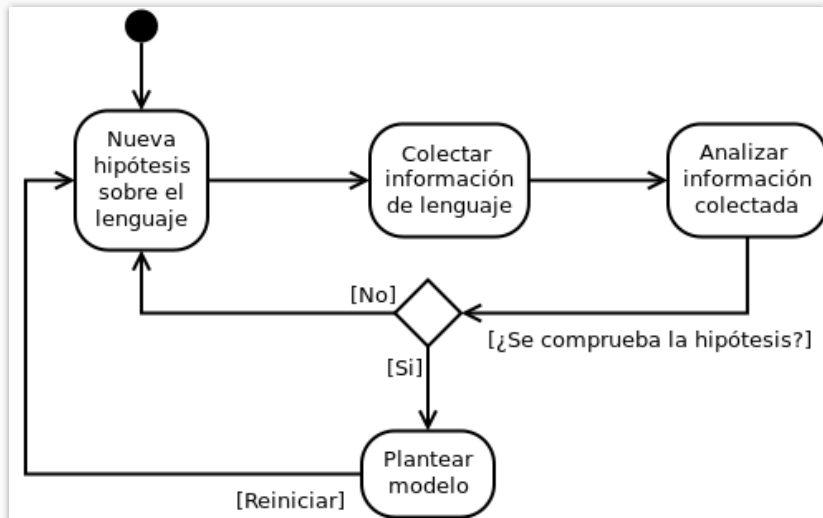 Nueva
hipótesis
sobre el
lenguaje
Colectar
información
de lenguaje
Analizar
información
colectada
[No]
[¿Se comprueba la hipótesis?]
[Si]
Plantear
modelo
[Reiniciar]